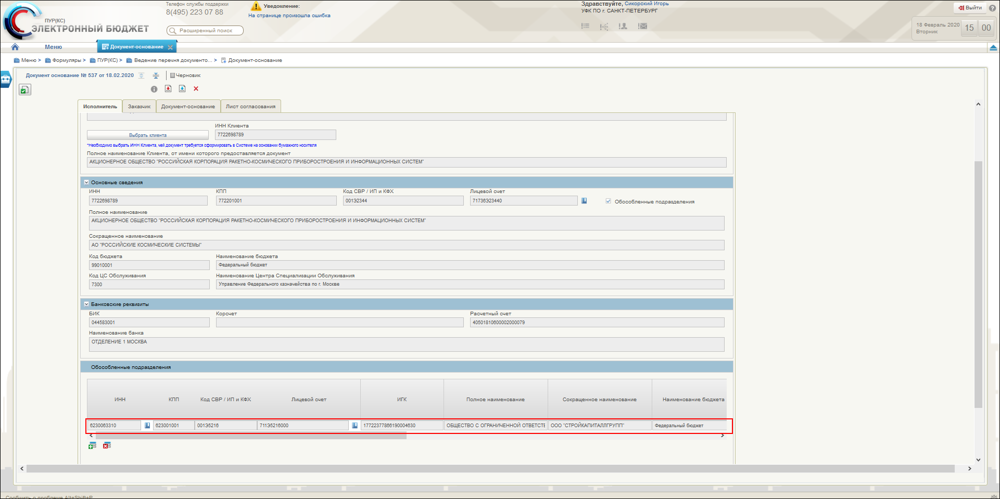 ПУР(КС)
ЭЛЕКТРОННЫЙ БЮДЖЕТ
Телефон службы поддержки
8(495) 223 07 88
Расширенный поиск
Уведомление:
На странице произошла ошибка
Здравствуйте, Сикорский Игорь
УФК ПО г. САНКТ-ПЕТЕРБУРГ
Выйти
18 Февраль 2020
Вторник
15 00
Меню
Документ-основание
Меню > Формуляры > ПУР(КС) > Ведение перечня документо... > Документ-основание
Документ основание № 537 от 18.02.2020
Черновик
Исполнитель Заказчик Документ-основание Лист согласования
ИНН Клиента
Выбрать клиента 7722698789
*Необходимо выбрать ИНН Клиента, чей документ требуется сформировать в Системе на основании бумажного носителя
Полное наименование Клиента, от имени которого предоставляется документ
АКЦИОНЕРНОЕ ОБЩЕСТВО "РОССИЙСКАЯ КОРПОРАЦИЯ РАКЕТНО-КОСМИЧЕСКОГО ПРИБОРОСТРОЕНИЯ И ИНФОРМАЦИОННЫХ СИСТЕМ"
Основные сведения
ИНН КПП Код СВР / ИП и КФХ Лицевой счет
7722698789 772201001 001Э2344 71736Э23440 Обособленные подразделения
Полное наименование
АКЦИОНЕРНОЕ ОБЩЕСТВО "РОССИЙСКАЯ КОРПОРАЦИЯ РАКЕТНО-КОСМИЧЕСКОГО ПРИБОРОСТРОЕНИЯ И ИНФОРМАЦИОННЫХ СИСТЕМ"
Сокращенное наименование
АО "РОССИЙСКИЕ КОСМИЧЕСКИЕ СИСТЕМЫ"
Код бюджета Наименование бюджета
99010001 Федеральный бюджет
Код ЦС Обслуживания Наименование Центра Специализации Обслуживания
7300 Управление Федерального казначейства по г. Москве
Банковские реквизиты
БИК Корсчет Расчетный счет
044583001 40501810600002000079
Наименование банка
ОТДЕЛЕНИЕ 1 МОСКВА
Обособленные подразделения
ИНН КПП Код СВР / ИП и КФХ Лицевой счет ИГК Полное наименование Сокращенное наименование Наименование бюджета
6230063310 623001001 001Э5216 711Э5216000 17722377866190004630 ОБЩЕСТВО С ОГРАНИЧЕННОЙ ОТВЕТСТЕ ООО "СТРОЙКАПИТАЛЛГРУПП" Федеральный бюджет
Сообщить о проблеме Alt+Shift+P